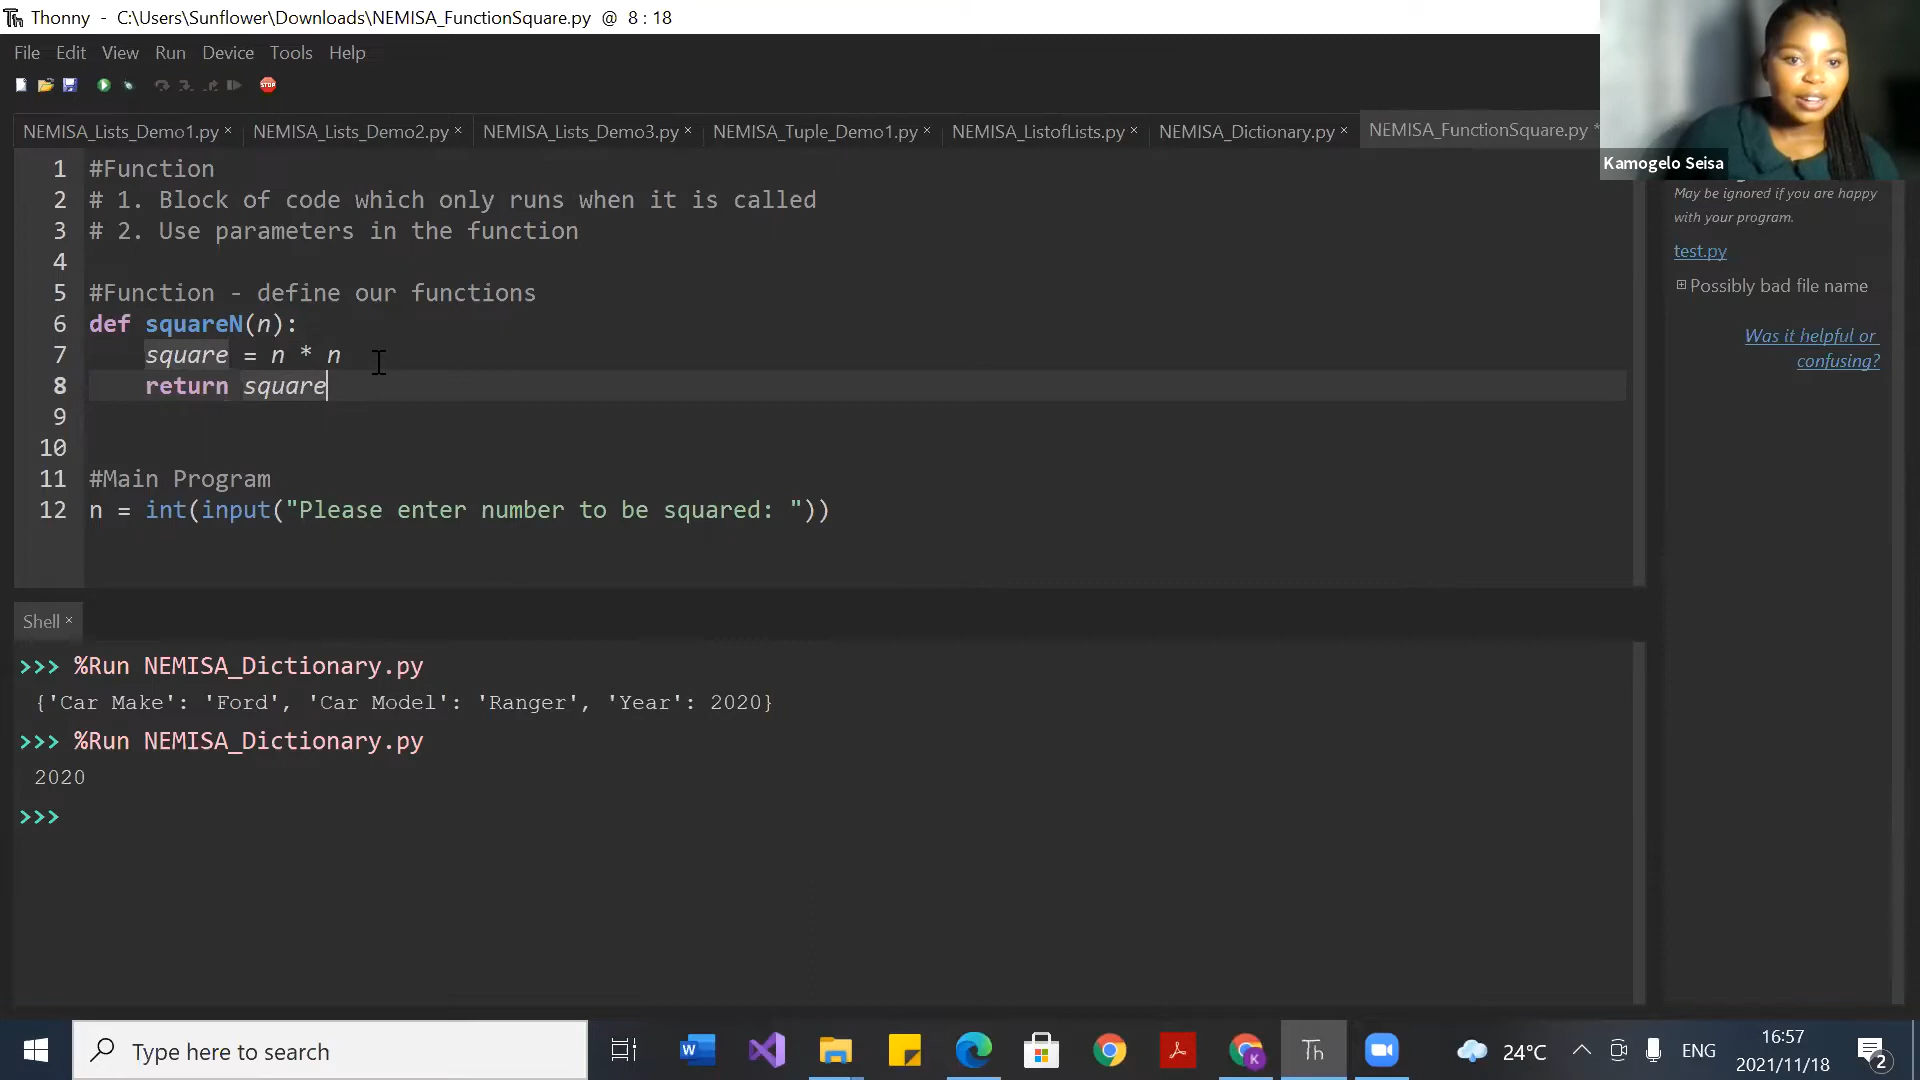 Th Thonny - C:\Users\Sunflower\Downloads\NEMISA_FunctionSquare.py @ 8 : 18
File Edit View Run Device Tools Help
STOP
NEMISA_Lists_Demo1.py × NEMISA_Lists_Demo2.py × NEMISA_Lists_Demo3.py × NEMISA_Tuple_Demo1.py × NEMISA_ListofLists.py × NEMISA_Dictionary.py × NEMISA_FunctionSquare.py *
Kamogelo Seisa
1 #Function
2 # 1. Block of code which only runs when it is called
3 # 2. Use parameters in the function
4
5 #Function - define our functions
6 def squareN(n):
7 square = n * n
8 return square
9
10
11 #Main Program
12 n = int(input("Please enter number to be squared: "))
May be ignored if you are happy
with your program.
test.py
Possibly bad file name
Was it helpful or
confusing?
Shell ×
>>> %Run NEMISA_Dictionary.py
{'Car Make': 'Ford', 'Car Model': 'Ranger', 'Year': 2020}
>>> %Run NEMISA_Dictionary.py
2020
>>>
Type here to search
W
K
Th
24°C
ENG
16:57
2021/11/18
2